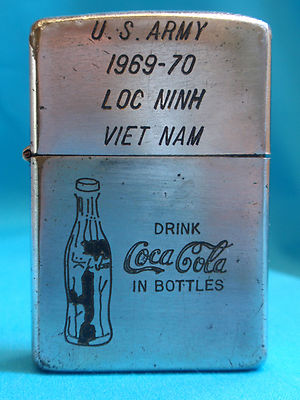 U.S. ARMY
1969-70
LOC NINH
VIET NAM
DRINK
Coca-Cola
IN BOTTLES